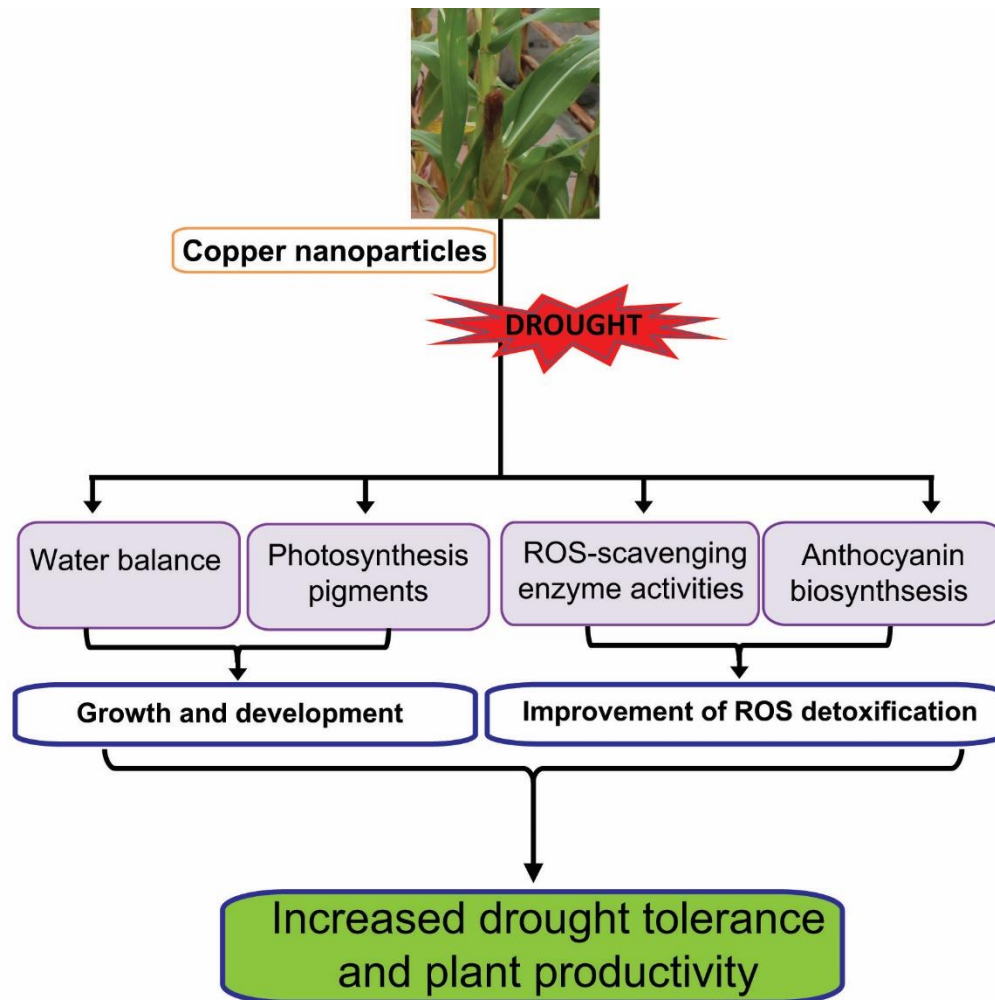 Copper nanoparticles
DROUGHT
Water balance
Photosynthesis
pigments
ROS-scavenging
enzyme activities
Anthocyanin
biosynthsesis
Growth and development
Improvement of ROS detoxification
Increased drought tolerance
and plant productivity